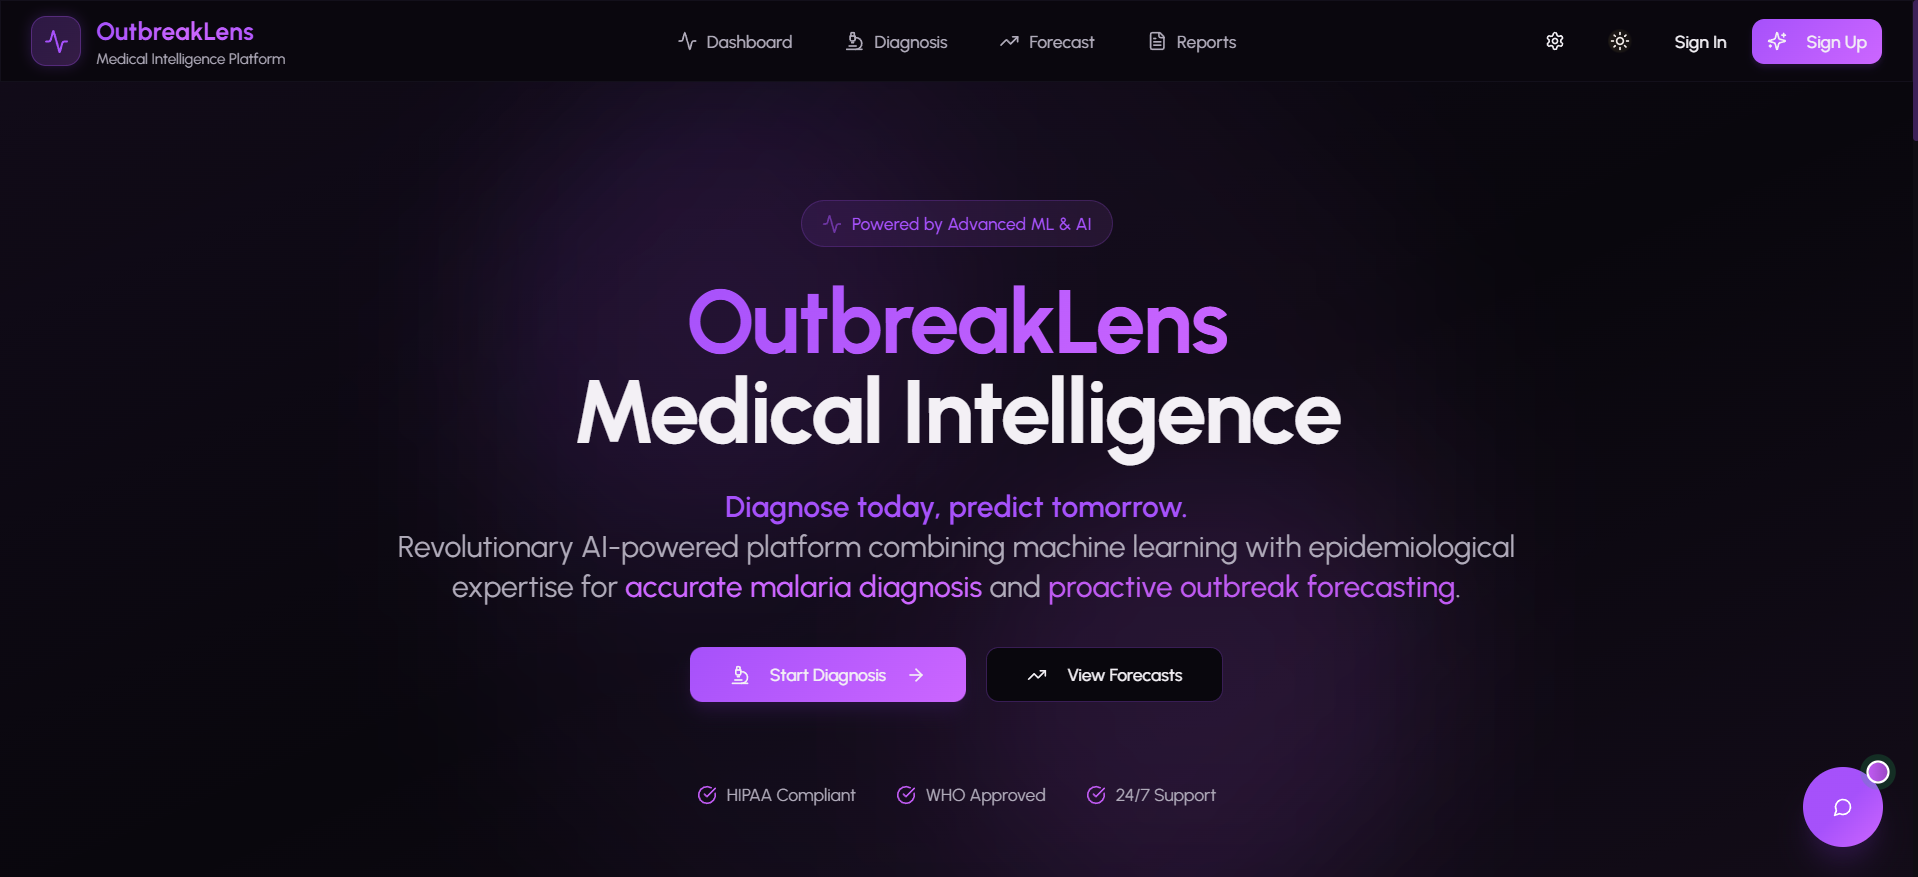 OutbreakLens
Medical Intelligence Platform
Dashboard
Diagnosis
Forecast
Reports
Sign In
Sign Up
Powered by Advanced ML & AI
OutbreakLens
Medical Intelligence
Diagnose today, predict tomorrow.
Revolutionary AI-powered platform combining machine learning with epidemiological
expertise for accurate malaria diagnosis and proactive outbreak forecasting.
Start Diagnosis
View Forecasts
HIPAA Compliant
WHO Approved
24/7 Support